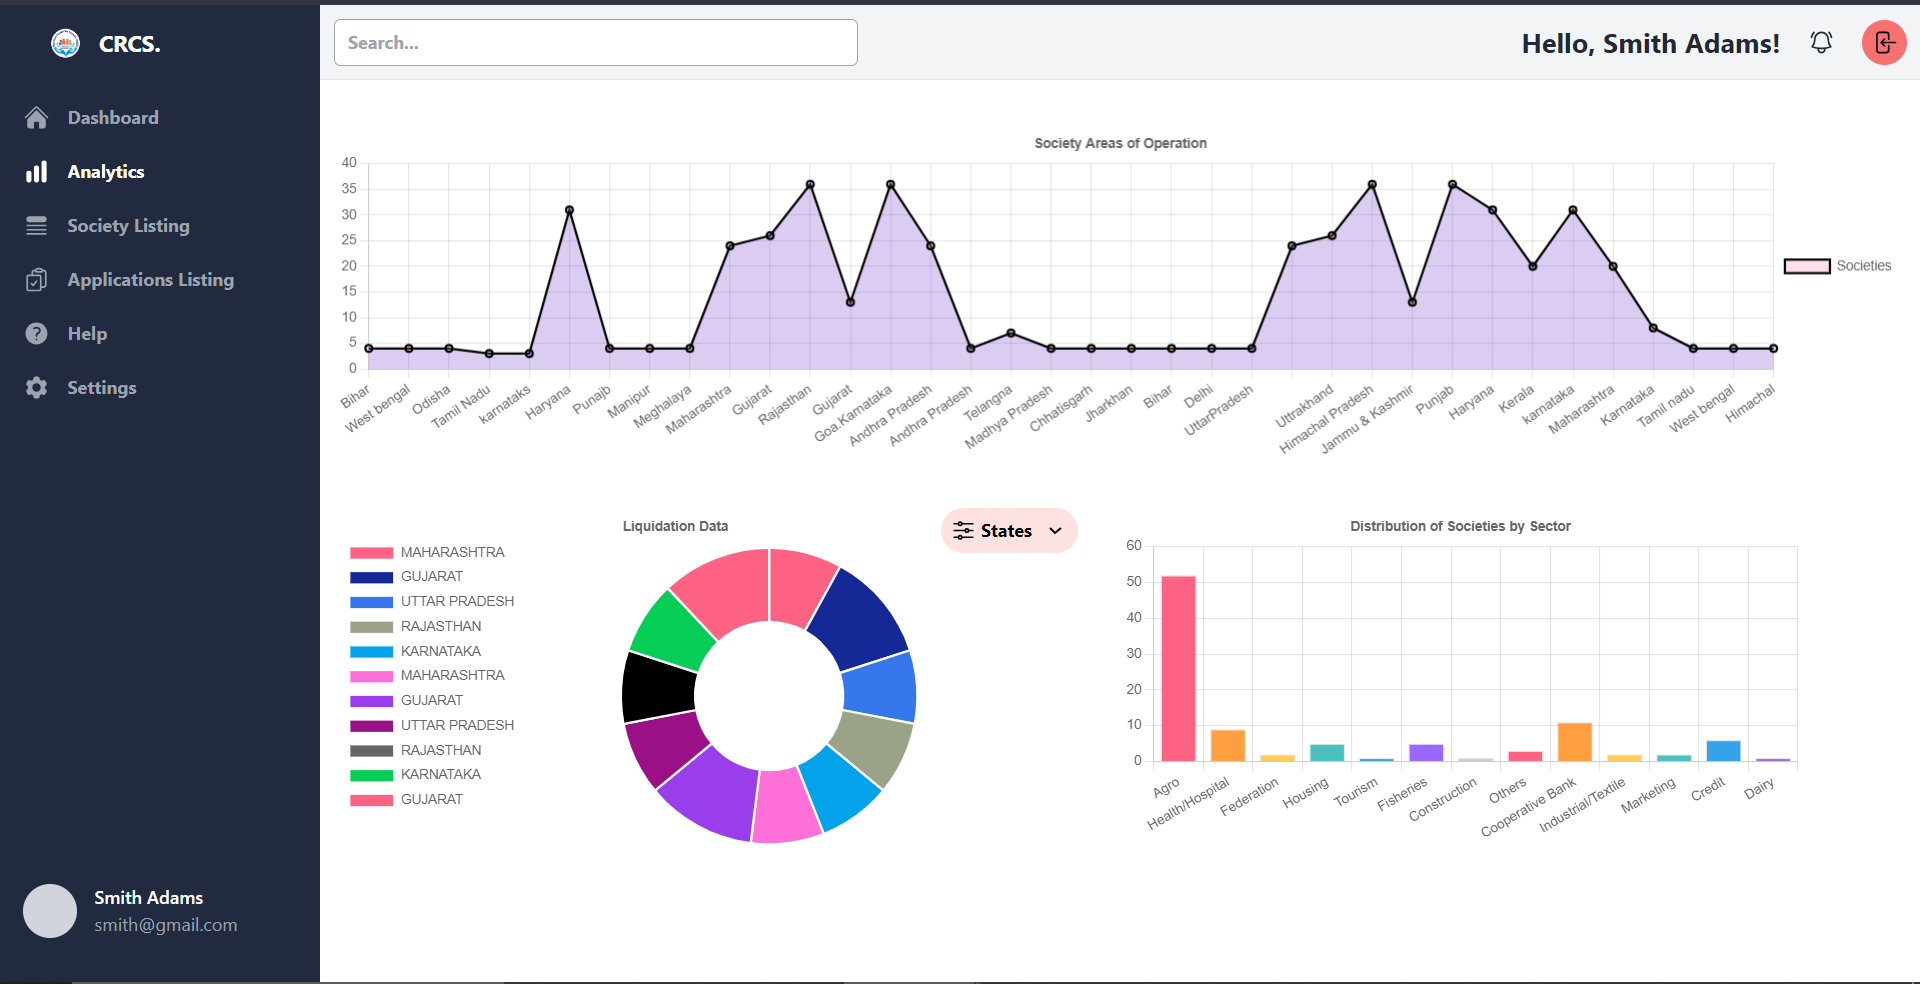 CRCS.
Dashboard
Analytics
Society Listing
Applications Listing
Help
Settings
Smith Adams
smith@gmail.com
Search...
Hello, Smith Adams!
Society Areas of Operation
40
35
30
25
20
15
10
5
0
Bihar
West bengal
Odisha
Tamil Nadu
karnataks
Haryana
Punajb
Manipur
Meghalaya
Maharashtra
Gujarat
Rajasthan
Gujarat
Goa.Karnataka
Andhra Pradesh
Andhra Pradesh
Telangna
Madhya Pradesh
Chhatisgarh
Jharkhan
Bihar
Delhi
UttarPradesh
Uttrakhand
Himachal Pradesh
Jammu & Kashmir
Punjab
Haryana
Kerala
karnataka
Maharashtra
Karnataka
Tamil nadu
West bengal
Himachal
Societies
Liquidation Data
MAHARASHTRA
GUJARAT
UTTAR PRADESH
RAJASTHAN
KARNATAKA
MAHARASHTRA
GUJARAT
UTTAR PRADESH
RAJASTHAN
KARNATAKA
GUJARAT
States
Distribution of Societies by Sector
60
50
40
30
20
10
0
Agro
Health/Hospital
Federation
Housing
Tourism
Fisheries
Construction
Others
Cooperative Bank
Industrial/Textile
Marketing
Credit
Dairy